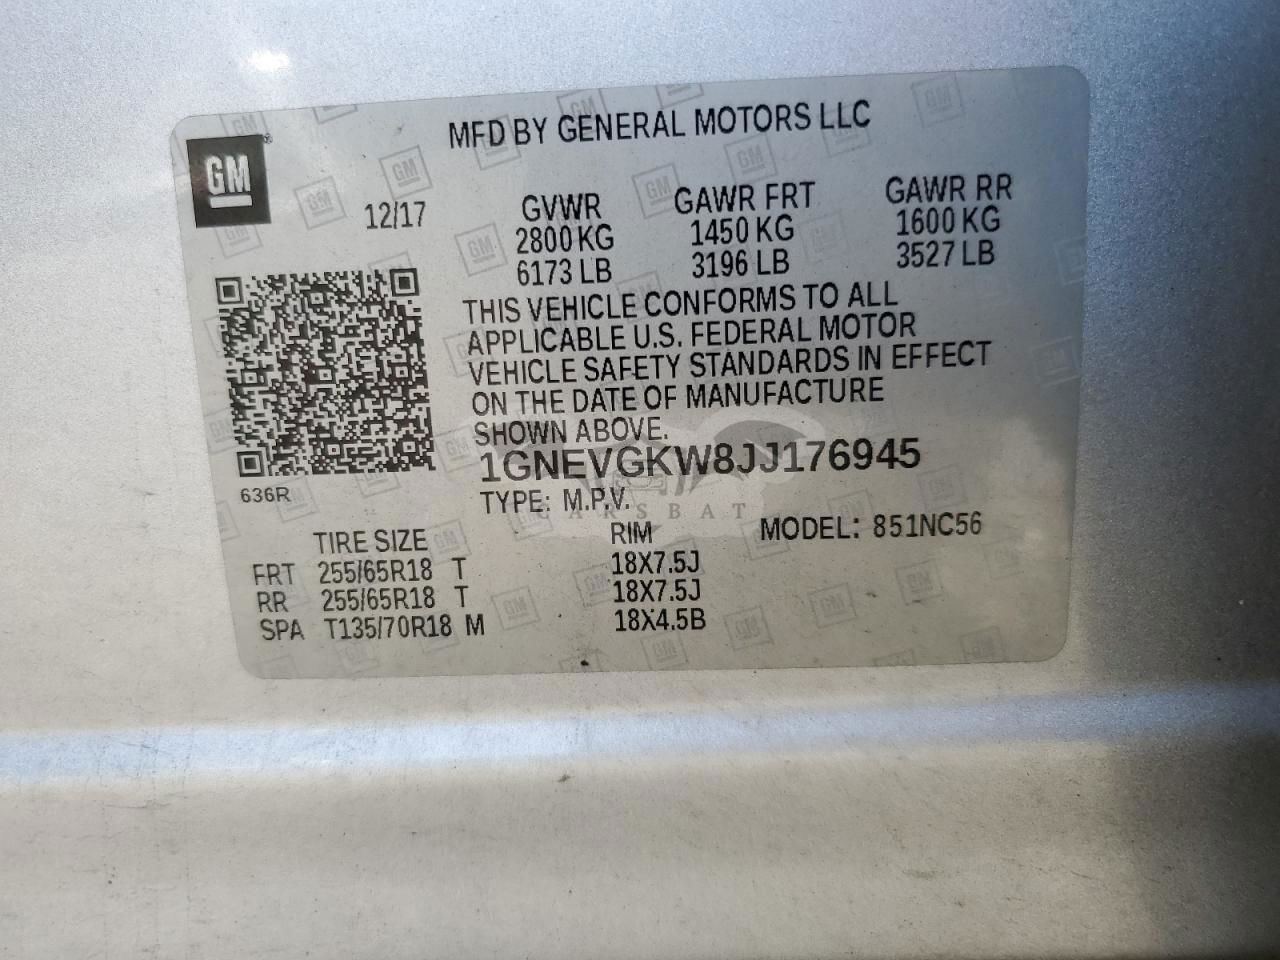 GM
MFD BY GENERAL MOTORS LLC
12/17
GVWR GAWR FRT GAWR RR
2800 KG 1450 KG 1600 KG
6173 LB 3196 LB 3527 LB
THIS VEHICLE CONFORMS TO ALL
APPLICABLE U.S. FEDERAL MOTOR
VEHICLE SAFETY STANDARDS IN EFFECT
ON THE DATE OF MANUFACTURE
SHOWN ABOVE.
1GNEVGKW8JJ176945
636R
TYPE: M.P.V.
CARSBAT
TIRE SIZE RIM MODEL: 851NC56
FRT 255/65R18 T 18X7.5J
RR 255/65R18 T 18X7.5J
SPA T135/70R18 M 18X4.5B